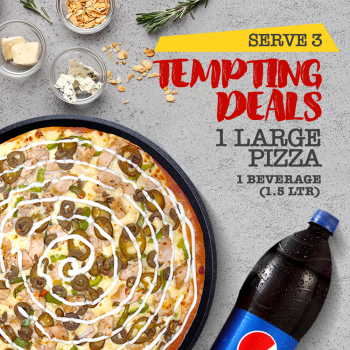 SERVE 3
TEMPTING
DEALS
1 LARGE
PIZZA
1 BEVERAGE
(1.5 LTR)